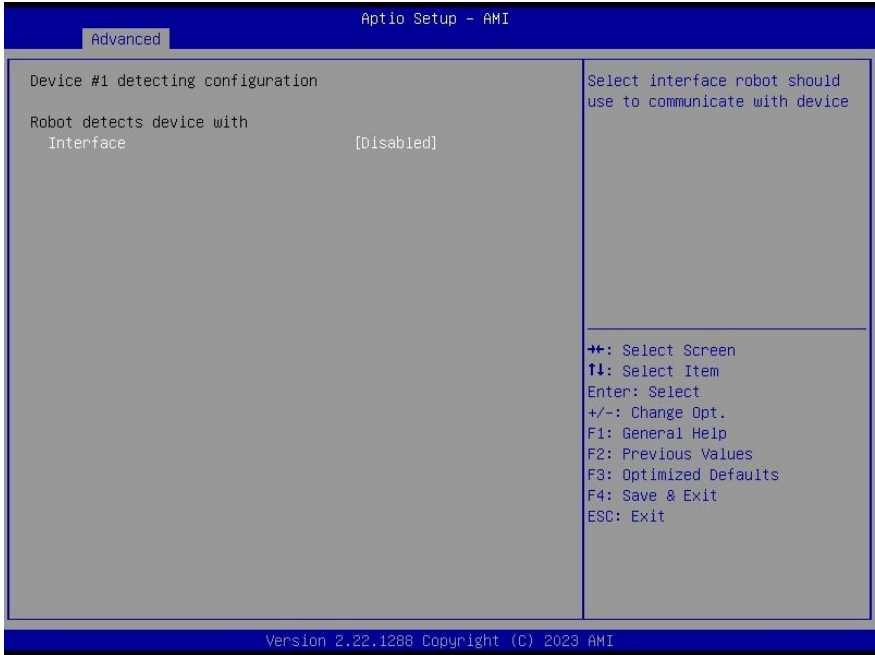 Aptio Setup – AMI
Advanced
Device #1 detecting configuration
Robot detects device with
Interface [Disabled]
Select interface robot should
use to communicate with device
→←: Select Screen
↑↓: Select Item
Enter: Select
+/-: Change Opt.
F1: General Help
F2: Previous Values
F3: Optimized Defaults
F4: Save & Exit
ESC: Exit
Version 2.22.1288 Copyright (C) 2023 AMI